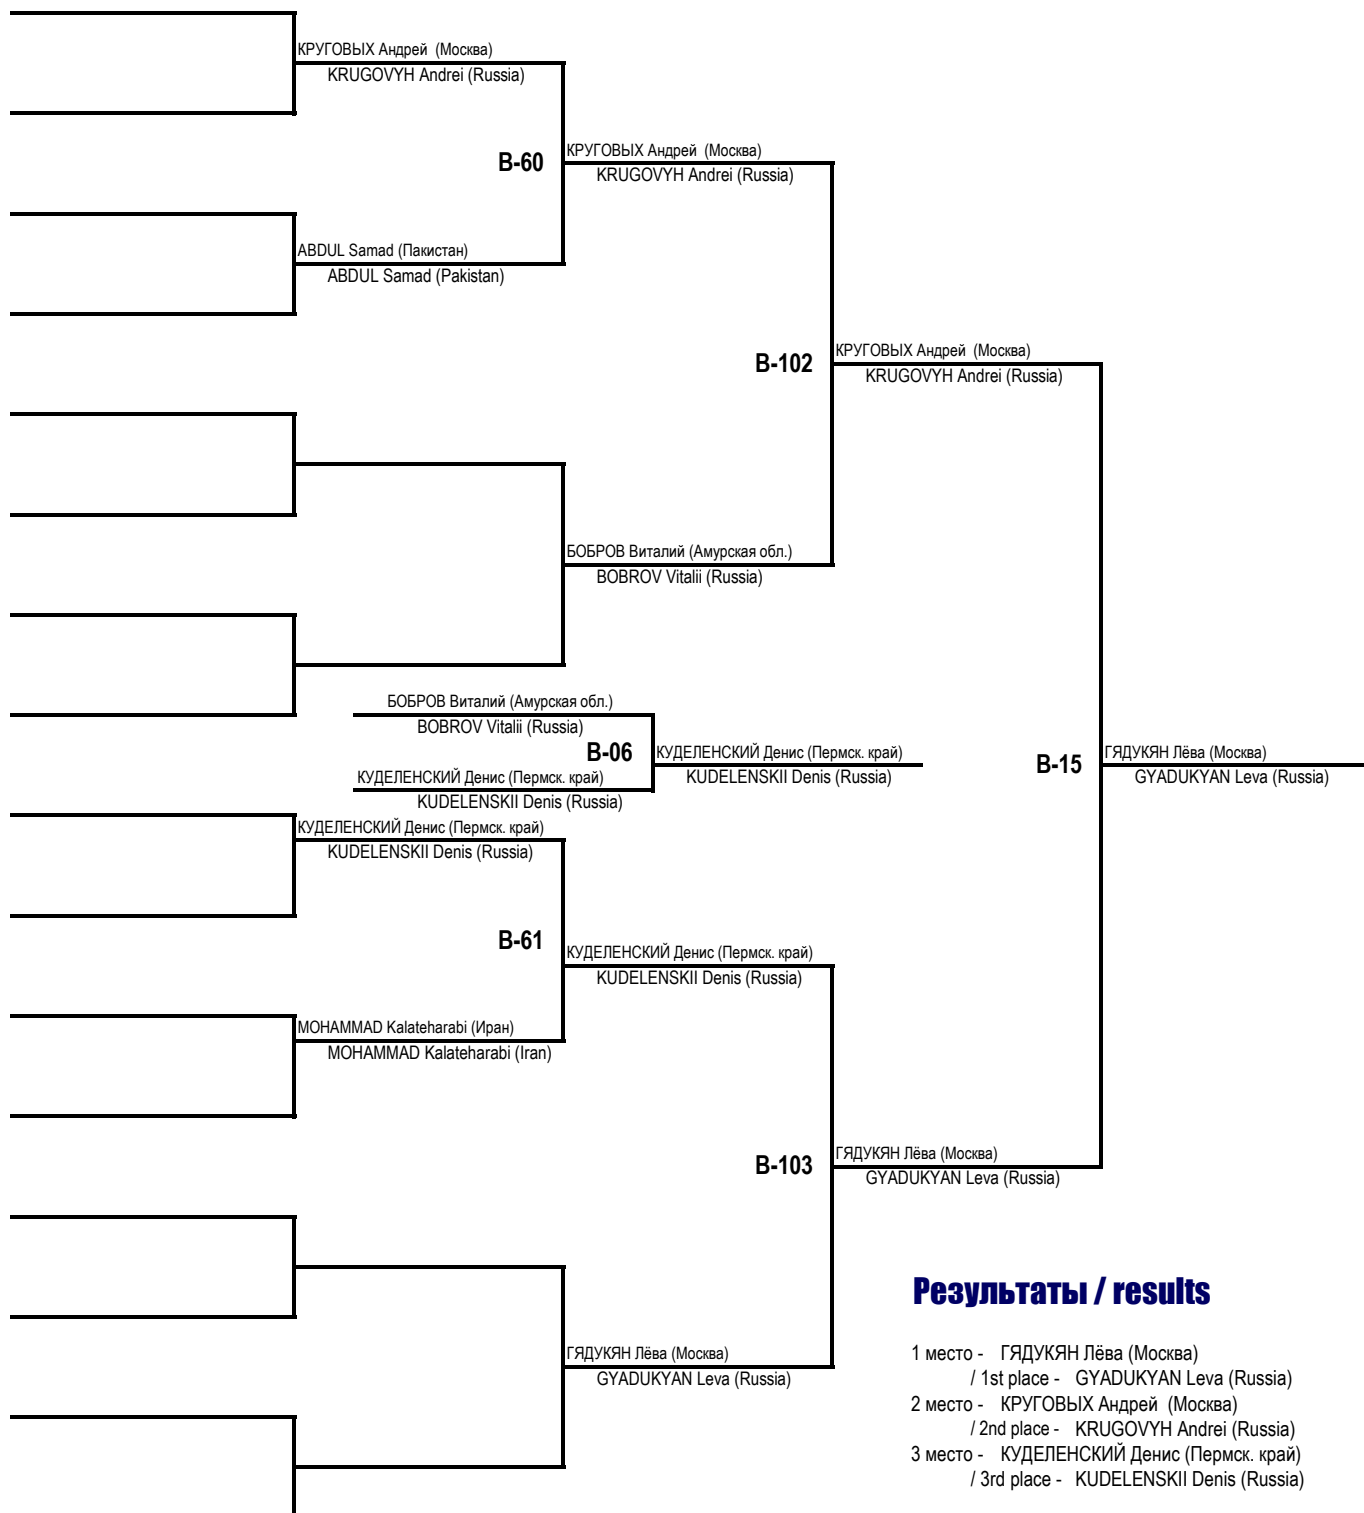 КРУГОВЫХ Андрей  (Москва)
KRUGOVYH Andrei (Russia)
B-60
КРУГОВЫХ Андрей  (Москва)
KRUGOVYH Andrei (Russia)
ABDUL Samad (Пакистан)
ABDUL Samad (Pakistan)
B-102
КРУГОВЫХ Андрей  (Москва)
KRUGOVYH Andrei (Russia)
БОБРОВ Виталий (Амурская обл.)
BOBROV Vitalii (Russia)
БОБРОВ Виталий (Амурская обл.)
BOBROV Vitalii (Russia)
B-06
КУДЕЛЕНСКИЙ Денис (Пермск. край)
KUDELENSKII Denis (Russia)
КУДЕЛЕНСКИЙ Денис (Пермск. край)
KUDELENSKII Denis (Russia)
B-15
ГЯДУКЯН Лёва (Москва)
GYADUKYAN Leva (Russia)
КУДЕЛЕНСКИЙ Денис (Пермск. край)
KUDELENSKII Denis (Russia)
B-61
КУДЕЛЕНСКИЙ Денис (Пермск. край)
KUDELENSKII Denis (Russia)
MOHAMMAD Kalateharabi (Иран)
MOHAMMAD Kalateharabi (Iran)
B-103
ГЯДУКЯН Лёва (Москва)
GYADUKYAN Leva (Russia)
ГЯДУКЯН Лёва (Москва)
GYADUKYAN Leva (Russia)
Результаты / results
1 место - ГЯДУКЯН Лёва (Москва)
/ 1st place - GYADUKYAN Leva (Russia)
2 место - КРУГОВЫХ Андрей  (Москва)
/ 2nd place - KRUGOVYH Andrei (Russia)
3 место - КУДЕЛЕНСКИЙ Денис (Пермск. край)
/ 3rd place - KUDELENSKII Denis (Russia)